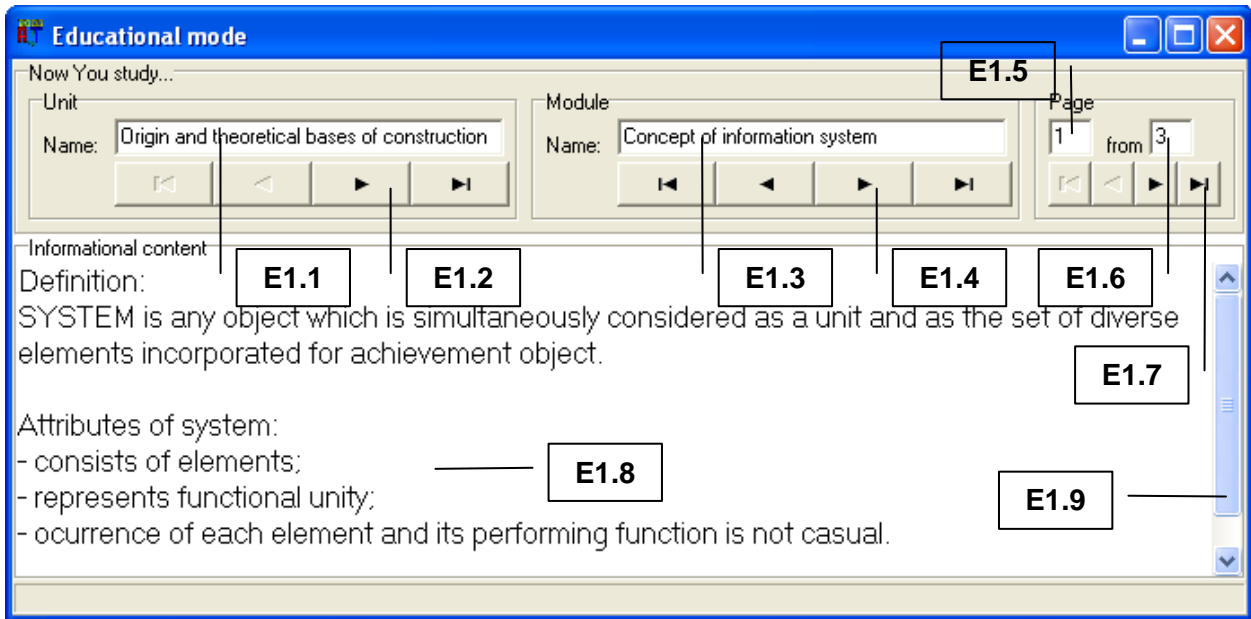 Educational mode
Now You study...
E1.5
Unit
Module
Page
Name: Origin and theoretical bases of construction
Name: Concept of information system
1 from 3
Informational content
E1.1
E1.2
E1.3
E1.4
E1.6
Definition:
SYSTEM is any object which is simultaneously considered as a unit and as the set of diverse
elements incorporated for achievement object.
E1.7
Attributes of system:
- consists of elements;
E1.8
- represents functional unity;
E1.9
- ocurrence of each element and its performing function is not casual.